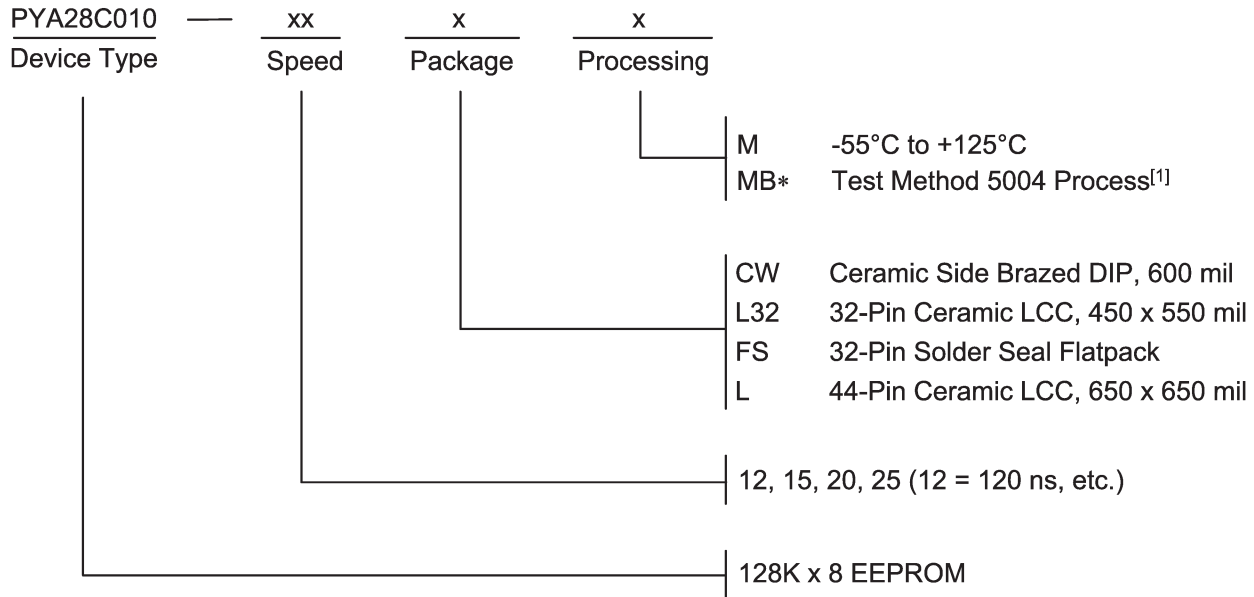 PYA28C010 — xx x x
Device Type Speed Package Processing
M -55°C to +125°C
MB* Test Method 5004 Process[1]
CW Ceramic Side Brazed DIP, 600 mil
L32 32-Pin Ceramic LCC, 450 x 550 mil
FS 32-Pin Solder Seal Flatpack
L 44-Pin Ceramic LCC, 650 x 650 mil
12, 15, 20, 25 (12 = 120 ns, etc.)
128K x 8 EEPROM